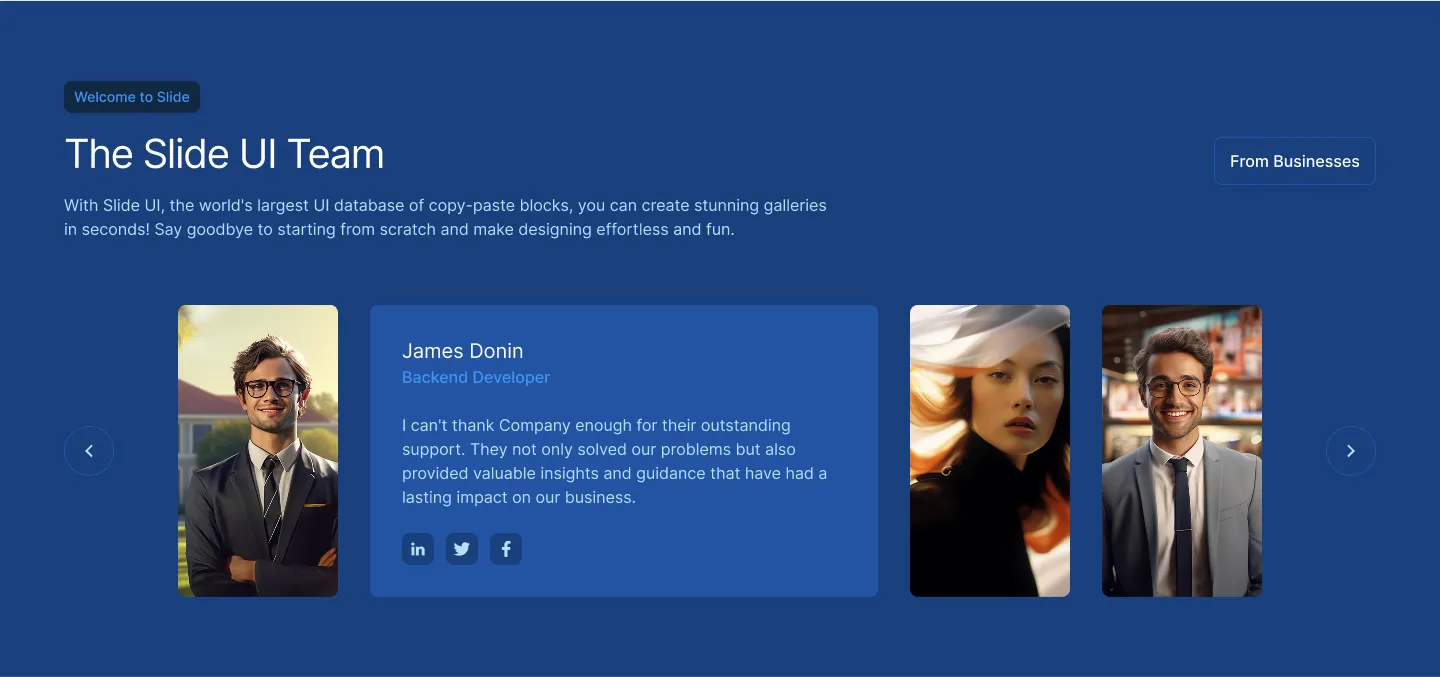 Welcome to Slide
The Slide UI Team
From Businesses
With Slide UI, the world's largest UI database of copy-paste blocks, you can create stunning galleries
in seconds! Say goodbye to starting from scratch and make designing effortless and fun.
James Donin
Backend Developer
I can't thank Company enough for their outstanding
support. They not only solved our problems but also
provided valuable insights and guidance that have had a
lasting impact on our business.